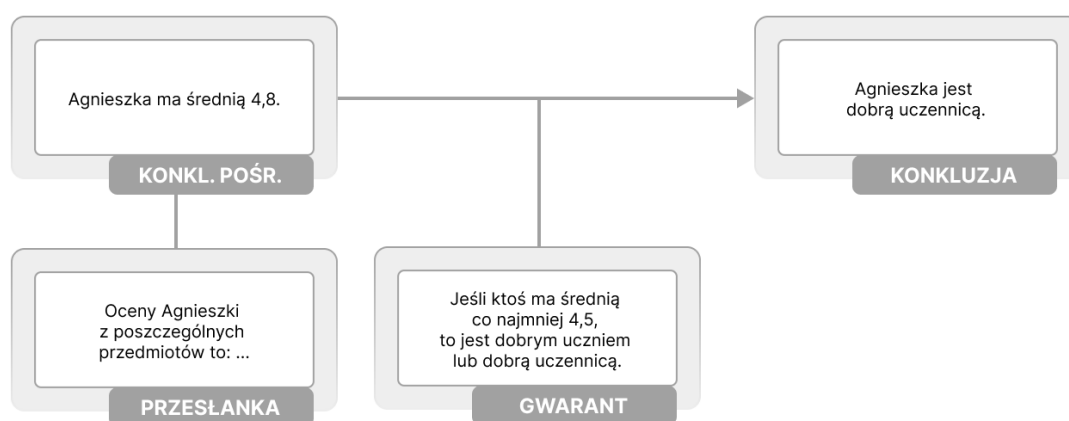 Agnieszka ma średnią 4,8.
KONKL. POŚR.
Agnieszka jest
dobrą uczennicą.
KONKLUZJA
Oceny Agnieszki
z poszczególnych
przedmiotów to: ...
PRZESŁANKA
Jeśli ktoś ma średnią
co najmniej 4,5,
to jest dobrym uczniem
lub dobrą uczennicą.
GWARANT